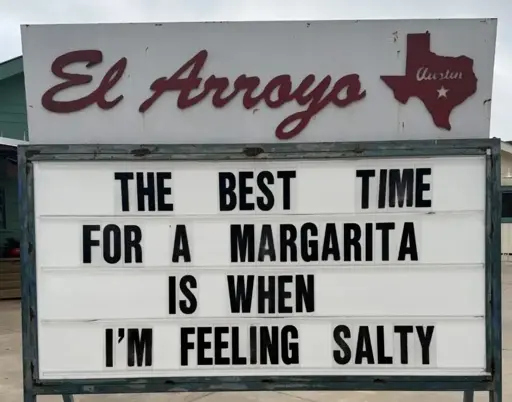 El Arroyo
Austin
THE BEST TIME
FOR A MARGARITA
IS WHEN
I'M FEELING SALTY